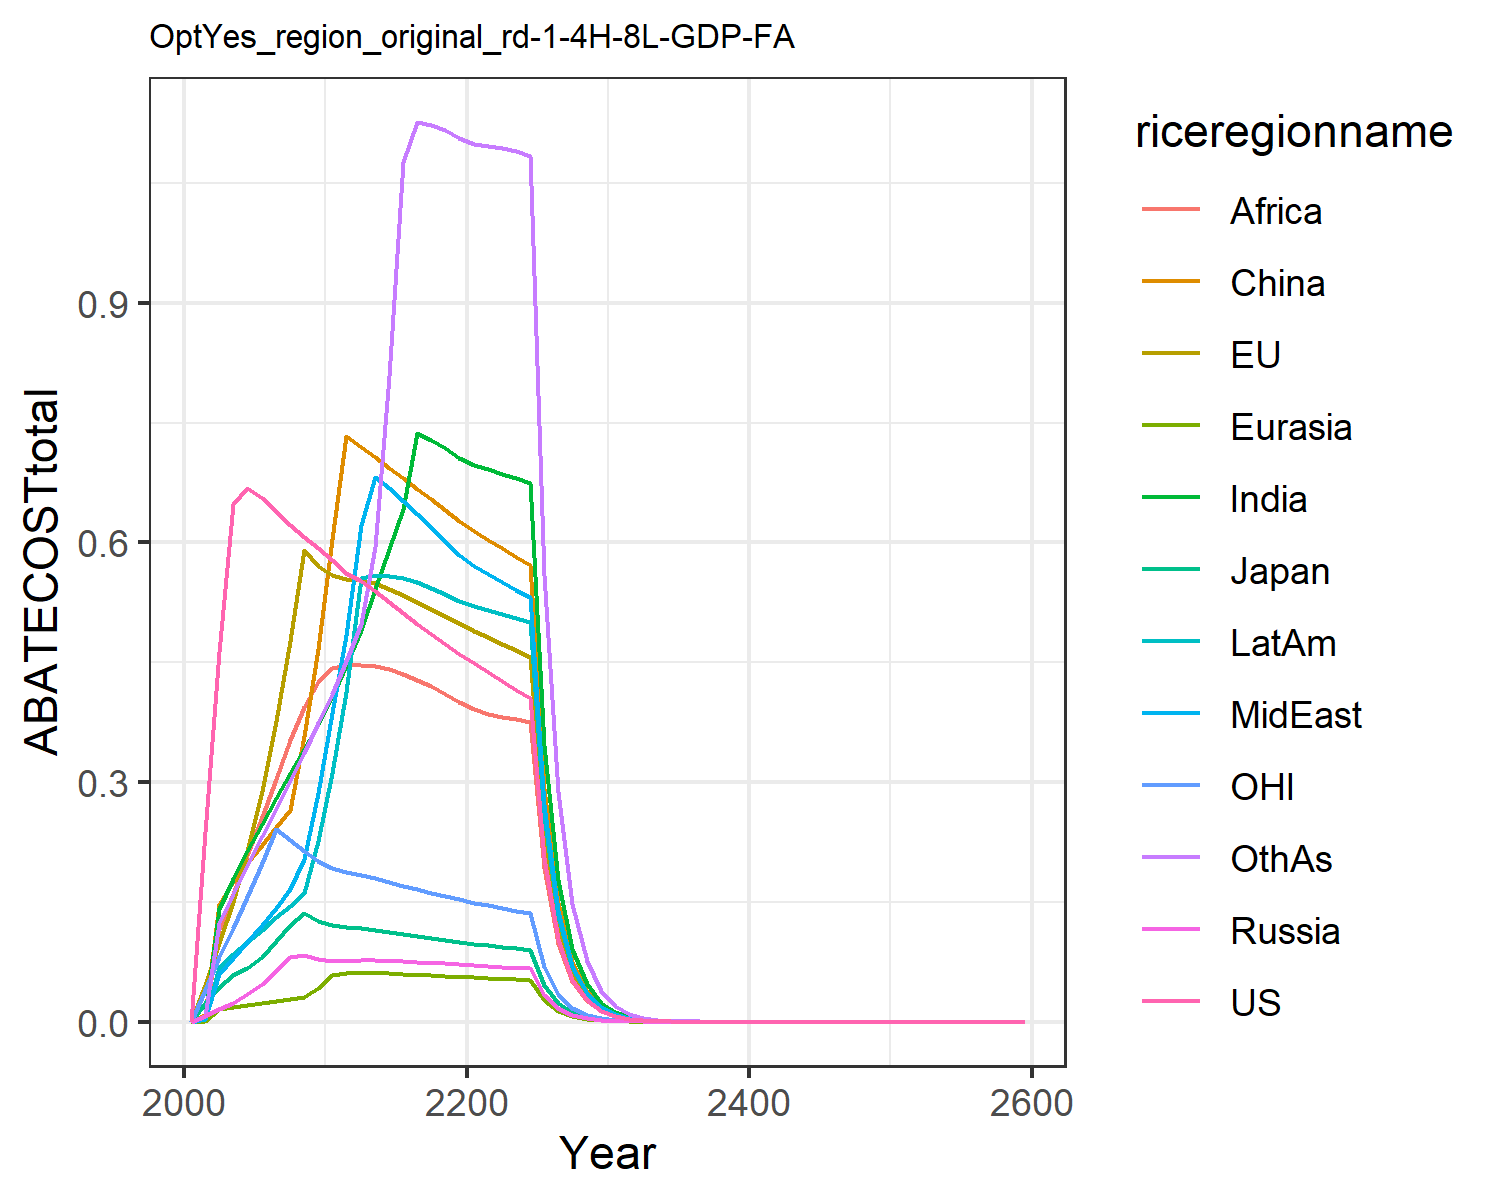 OptYes_region_original_rd-1-4H-8L-GDP-FA
ABATECOSTtotal
0.9
0.6
0.3
0.0
2000
2200
2400
2600
Year
riceregionname
Africa
China
EU
Eurasia
India
Japan
LatAm
MidEast
OHI
OthAs
Russia
US